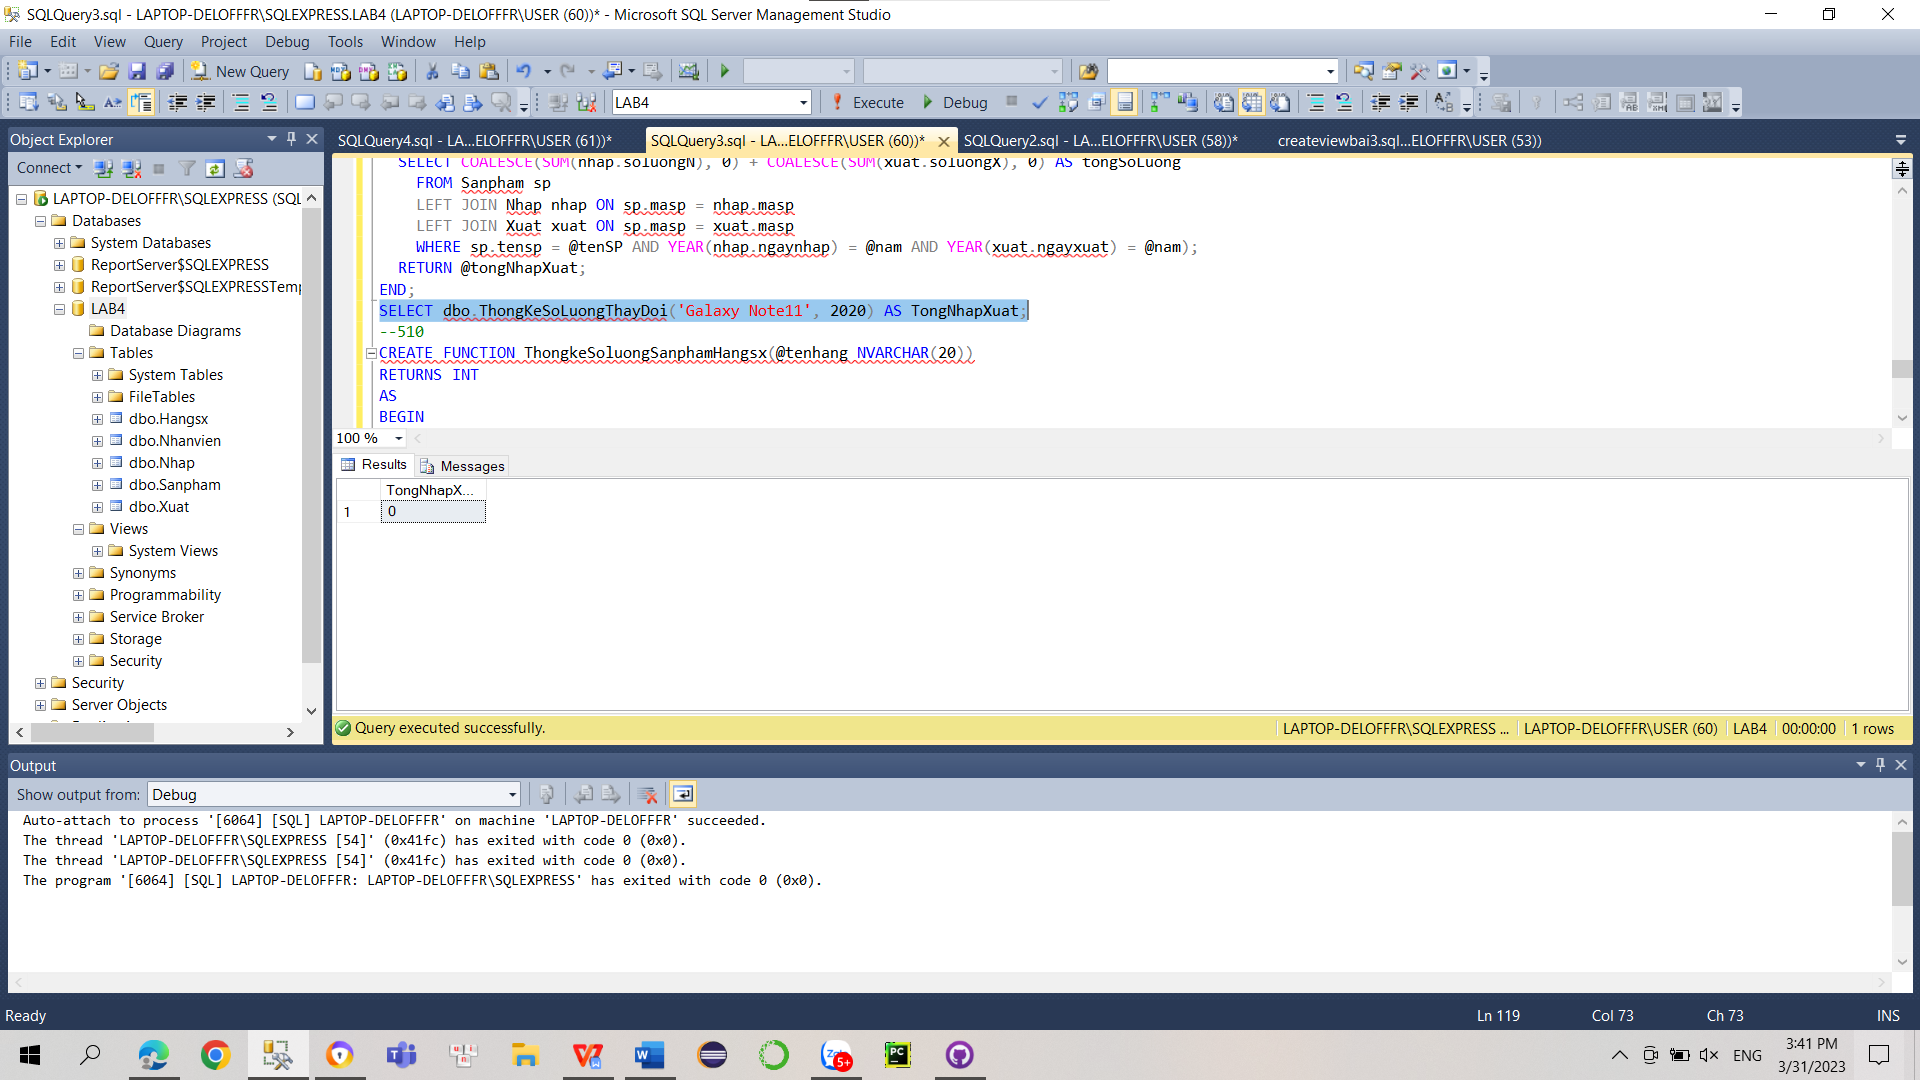 SQLQuery3.sql - LAPTOP-DELOFFFR\SQLEXPRESS.LAB4 (LAPTOP-DELOFFFR\USER (60))* - Microsoft SQL Server Management Studio
File Edit View Query Project Debug Tools Window Help
New Query
LAB4 Execute Debug
Object Explorer
Connect
LAPTOP-DELOFFFR\SQLEXPRESS (SQL
Databases
System Databases
ReportServer$SQLEXPRESS
ReportServer$SQLEXPRESSTemp
LAB4
Database Diagrams
Tables
System Tables
FileTables
dbo.Hangsx
dbo.Nhanvien
dbo.Nhap
dbo.Sanpham
dbo.Xuat
Views
System Views
Synonyms
Programmability
Service Broker
Storage
Security
Security
Server Objects
SQLQuery4.sql - LA...ELOFFFR\USER (61))* SQLQuery3.sql - LA...ELOFFFR\USER (60))* SQLQuery2.sql - LA...ELOFFFR\USER (58))* createviewbai3.sql...ELOFFFR\USER (53))
SELECT COALESCE(SUM(nhap.soluongN), 0) + COALESCE(SUM(xuat.soluongX), 0) AS tongSoLuong
FROM Sanpham sp
LEFT JOIN Nhap nhap ON sp.masp = nhap.masp
LEFT JOIN Xuat xuat ON sp.masp = xuat.masp
WHERE sp.tensp = @tenSP AND YEAR(nhap.ngaynhap) = @nam AND YEAR(xuat.ngayxuat) = @nam);
RETURN @tongNhapXuat;
END;
SELECT dbo.ThongKeSoLuongThayDoi('Galaxy Note11', 2020) AS TongNhapXuat;
--510
CREATE FUNCTION ThongkeSoluongSanphamHangsx(@tenhang NVARCHAR(20))
RETURNS INT
AS
BEGIN
100 %
Results Messages
TongNhapX...
1 0
Query executed successfully. LAPTOP-DELOFFFR\SQLEXPRESS ... LAPTOP-DELOFFFR\USER (60) LAB4 00:00:00 1 rows
Output
Show output from: Debug
Auto-attach to process '[6064] [SQL] LAPTOP-DELOFFFR' on machine 'LAPTOP-DELOFFFR' succeeded.
The thread 'LAPTOP-DELOFFFR\SQLEXPRESS [54]' (0x41fc) has exited with code 0 (0x0).
The thread 'LAPTOP-DELOFFFR\SQLEXPRESS [54]' (0x41fc) has exited with code 0 (0x0).
The program '[6064] [SQL] LAPTOP-DELOFFFR: LAPTOP-DELOFFFR\SQLEXPRESS' has exited with code 0 (0x0).
Ready Ln 119 Col 73 Ch 73 INS
5+ ENG 3:41 PM
3/31/2023